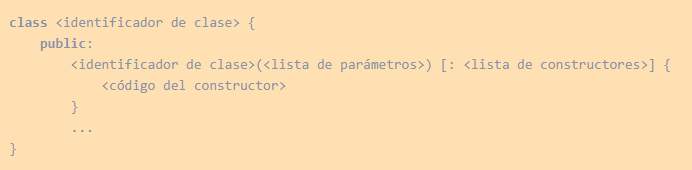 class <identificador de clase> {
public:
<identificador de clase>(<lista de parámetros>) [: <lista de constructores>] {
<código del constructor>
}
...
}